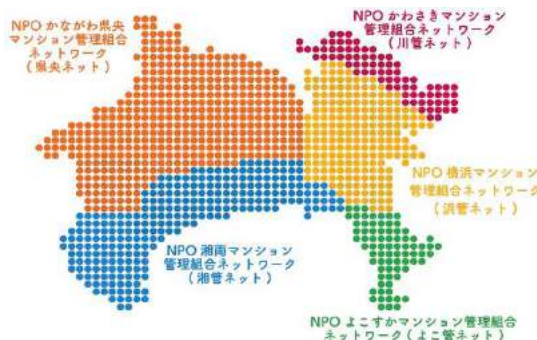 NPO かながわ県央
マンション管理組合
ネットワーク
(県央ネット)
NPO かわさきマンション
管理組合ネットワーク
(川管ネット)
NPO 横浜マンション
管理組合ネットワーク
(浜管ネット)
NPO 湘南マンション
管理組合ネットワーク
(湘管ネット)
NPO よこすかマンション管理組合
ネットワーク(よこ管ネット)